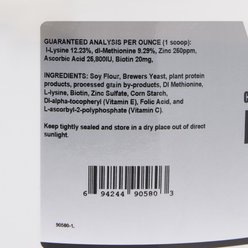 GUARANTEED ANALYSIS PER OUNCE (1 scoop):
l-Lysine 12.23%, dl-Methionine 9.29%, Zinc 250ppm,
Ascorbic Acid 25,800IU, Biotin 20mg,
INGREDIENTS: Soy Flour, Brewers Yeast, plant protein
products, processed grain by-products, Dl Methionine,
L-lysine, Biotin, Zinc Sulfate, Corn Starch,
Dl-alpha-tocopheryl (Vitamin E), Folic Acid, and
L-ascorbyl-2-polyphosphate (Vitamin C).
Keep tightly sealed and store in a dry place out of direct
sunlight.
6 94244 90580 3
90580-1,